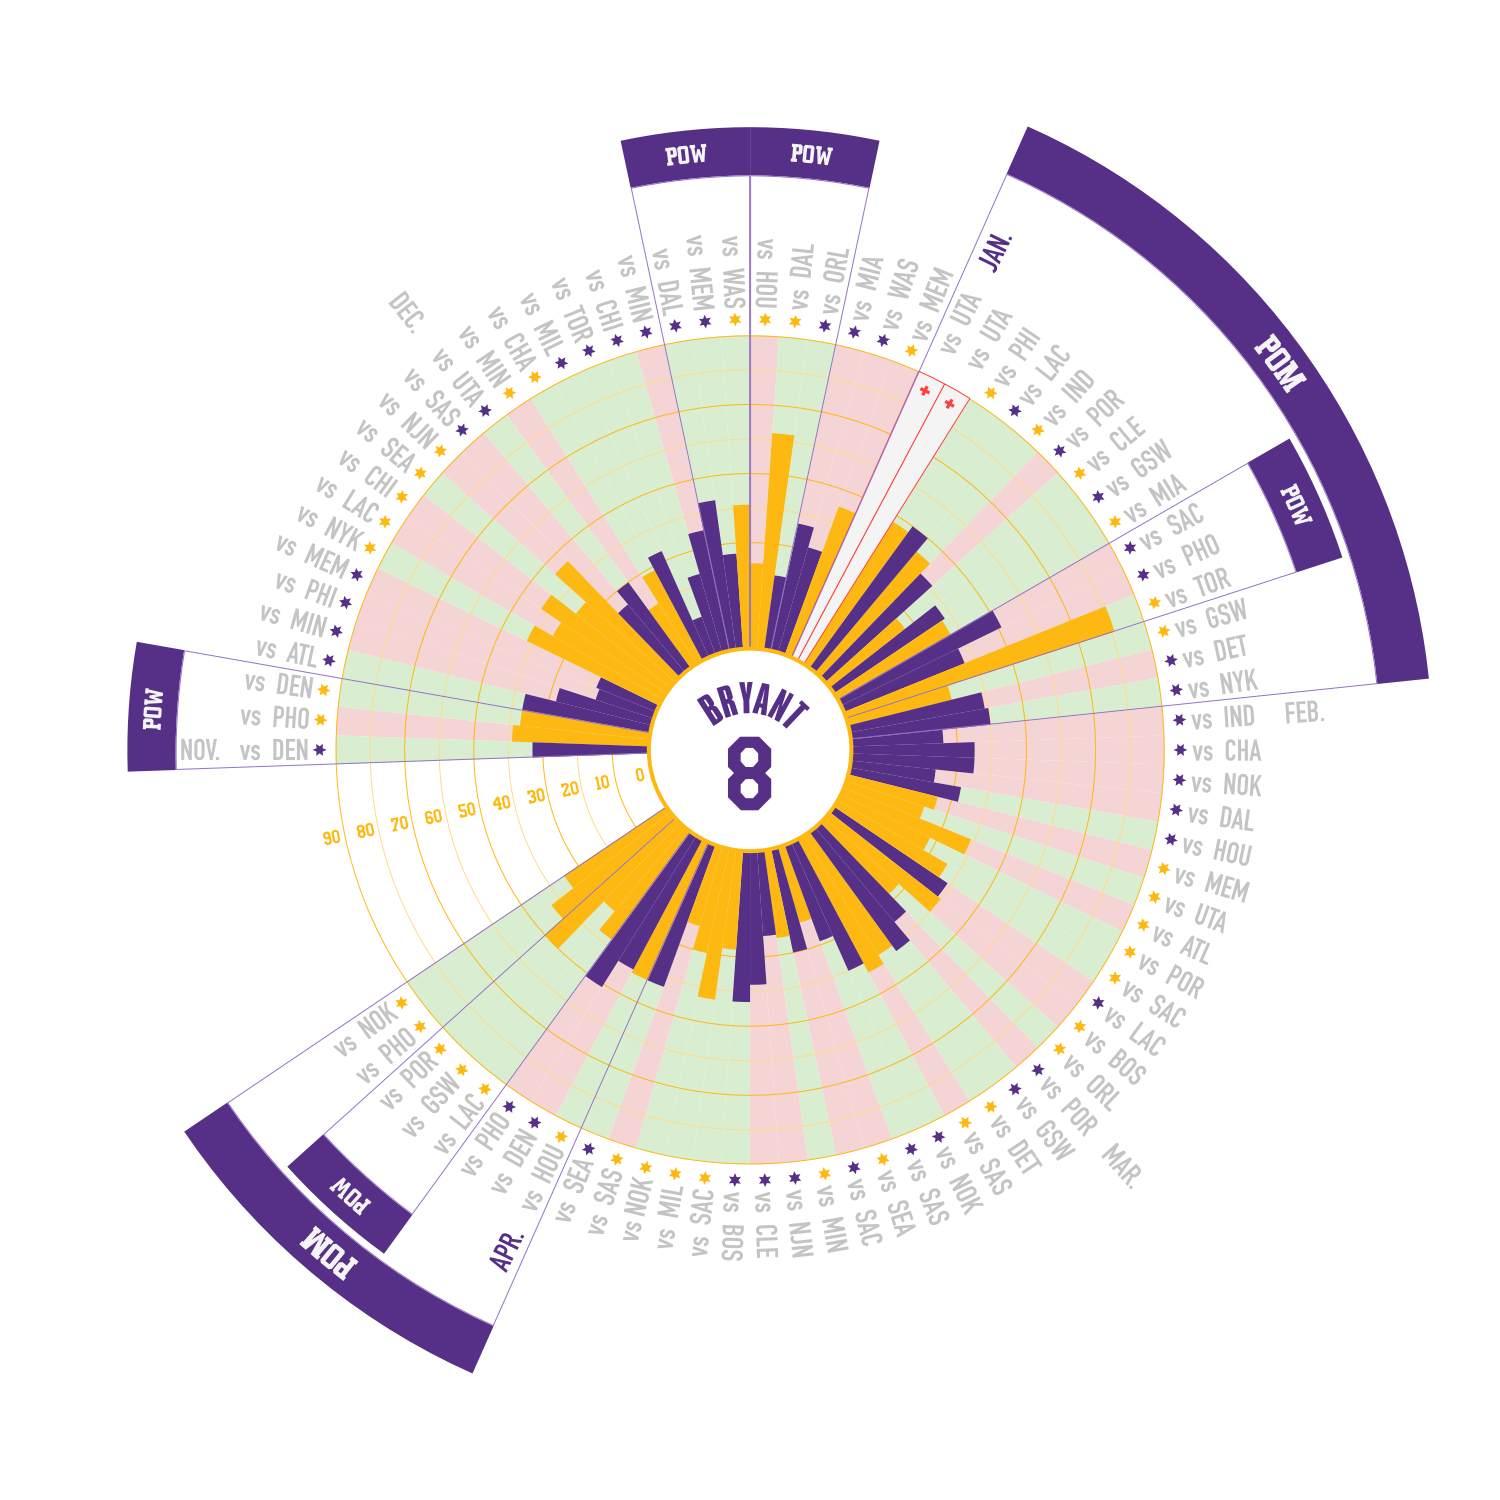 BRYANT
8
0
10
20
30
40
50
60
70
80
90
NOV.
vs DEN
vs PHO
vs DEN
POW
vs ATL
vs MIN
vs PHI
vs MEM
vs NYK
vs LAC
vs CHI
vs SEA
vs NJN
vs SAS
DEC.
vs UTA
vs MIN
vs CHA
vs MIL
vs TOR
vs CHI
vs MIN
vs DAL
vs MEM
vs WAS
POW
vs HOU
vs DAL
vs ORL
POW
vs MIA
vs WAS
vs MEM
JAN.
vs UTA
vs UTA
vs PHI
vs LAC
vs IND
vs POR
vs CLE
vs GSW
vs MIA
vs SAC
vs PHO
vs TOR
POW
vs GSW
vs DET
vs NYK
POM
FEB.
vs IND
vs CHA
vs NOK
vs DAL
vs HOU
vs MEM
vs UTA
vs ATL
vs POR
vs SAC
vs LAC
vs BOS
vs ORL
vs POR
MAR.
vs GSW
vs DET
vs SAS
vs NOK
vs SAS
vs SEA
vs SAC
vs MIN
vs NJN
vs CLE
vs BOS
vs SAC
vs MIL
vs NOK
vs SAS
vs SEA
APR.
vs HOU
vs DEN
vs PHO
vs LAC
vs GSW
vs POR
POW
vs PHO
vs NOK
POM